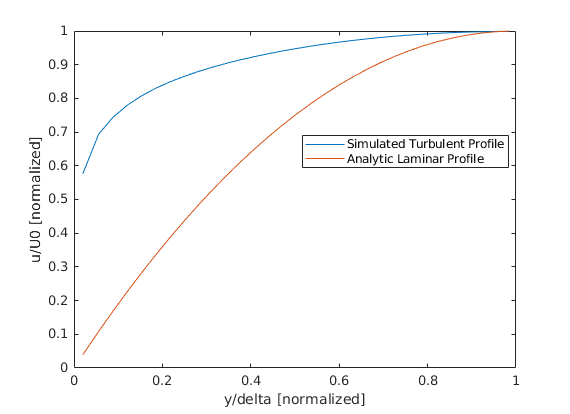 1
0.9
0.8
0.7
0.6
0.5
0.4
0.3
0.2
0.1
0
u/U0 [normalized]
Simulated Turbulent Profile
Analytic Laminar Profile
0 0.2 0.4 0.6 0.8 1
y/delta [normalized]